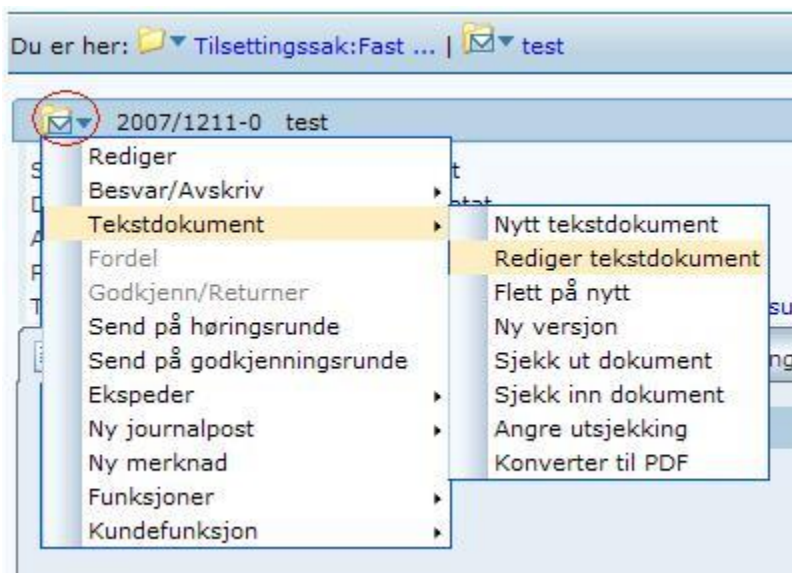 Du er her: Tilsettingssak:Fast ... | test
2007/1211-0 test
Rediger
Besvar/Avskriv
Tekstdokument
Fordel
Godkjenn/Returner
Send på høringsrunde
Send på godkjenningsrunde
Ekspeder
Ny journalpost
Ny merknad
Funksjoner
Kundefunksjon
Nytt tekstdokument
Rediger tekstdokument
Flett på nytt
Ny versjon
Sjekk ut dokument
Sjekk inn dokument
Angre utsjekking
Konverter til PDF